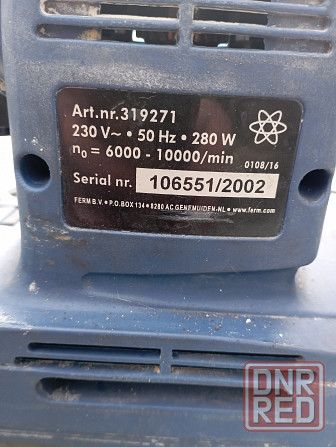 Art.nr.319271
230 V~ • 50 Hz • 280 W
n₀ = 6000 - 10000/min
0108/16
Serial nr. 106551/2002
FERM B.V. • P.O. BOX 134 • 8280 AC GENEMUIDEN-NL • www.ferm.com
DNR
RED